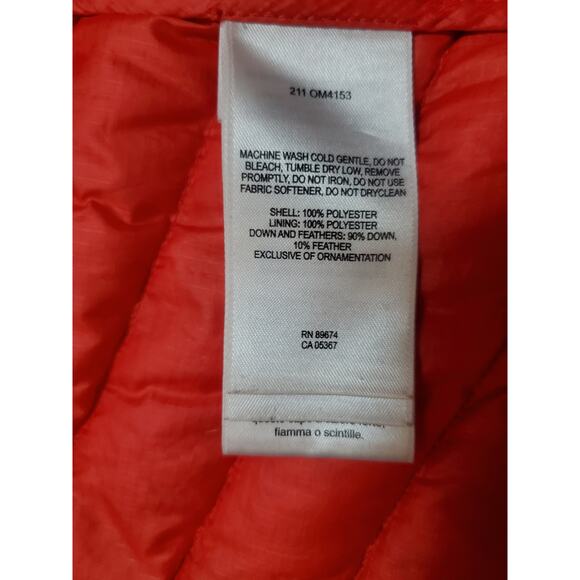 211 OM4153
MACHINE WASH COLD GENTLE, DO NOT
BLEACH, TUMBLE DRY LOW, REMOVE
PROMPTLY, DO NOT IRON, DO NOT USE
FABRIC SOFTENER, DO NOT DRYCLEAN
SHELL: 100% POLYESTER
LINING: 100% POLYESTER
DOWN AND FEATHERS: 90% DOWN,
10% FEATHER
EXCLUSIVE OF ORNAMENTATION
RN 89674
CA 05367
fiamma o scintille.